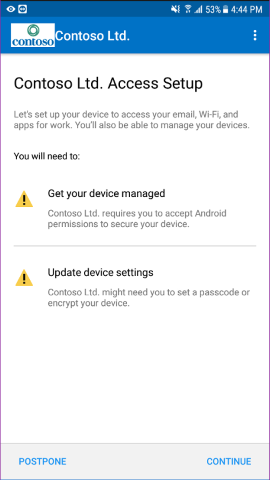 53% 4:44 PM
contoso Contoso Ltd.
Contoso Ltd. Access Setup
Let's set up your device to access your email, Wi-Fi, and
apps for work. You'll also be able to manage your devices.
You will need to:
Get your device managed
Contoso Ltd. requires you to accept Android
permissions to secure your device.
Update device settings
Contoso Ltd. might need you to set a passcode or
encrypt your device.
POSTPONE CONTINUE